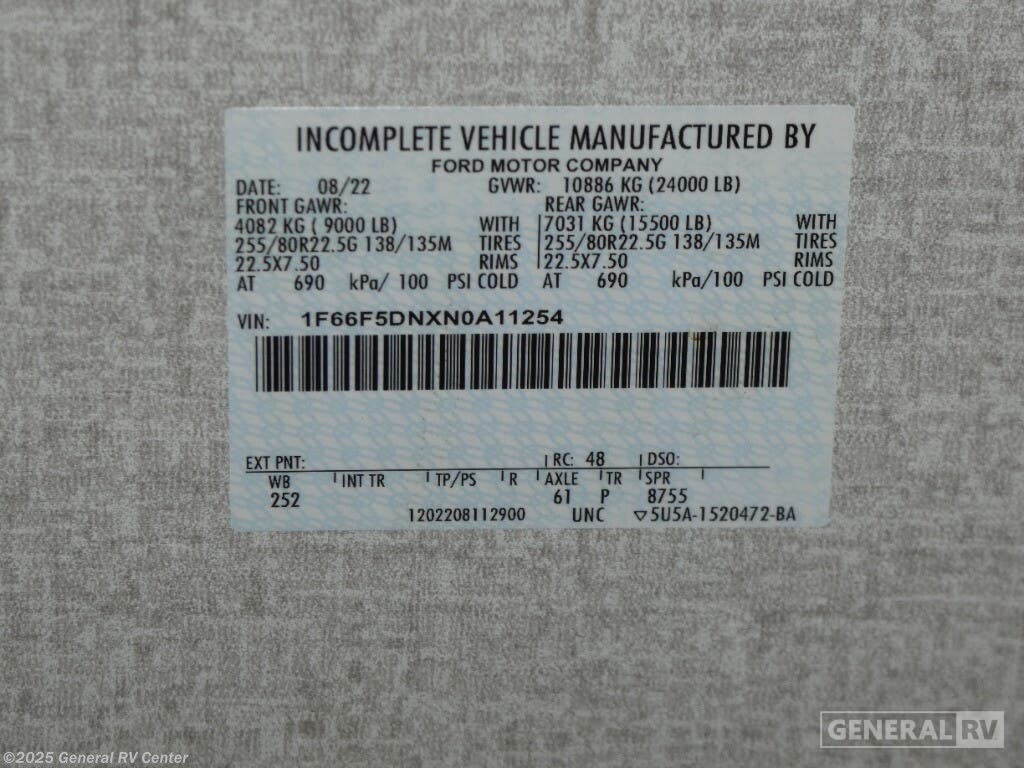 INCOMPLETE VEHICLE MANUFACTURED BY
FORD MOTOR COMPANY
DATE: 08/22 GVWR: 10886 KG (24000 LB)
FRONT GAWR: REAR GAWR:
4082 KG ( 9000 LB) WITH 7031 KG (15500 LB) WITH
255/80R22.5G 138/135M TIRES 255/80R22.5G 138/135M TIRES
22.5X7.50 RIMS 22.5X7.50 RIMS
AT 690 kPa/ 100 PSI COLD AT 690 kPa/100 PSI COLD
VIN: 1F66F5DNXN0A11254
EXT PNT: RC: 48 DSO:
WB INT TR TP/PS R AXLE TR SPR
252 61 P 8755
1202208112900 UNC ▽5U5A-1520472-BA
GENERAL RV
©2025 General RV Center